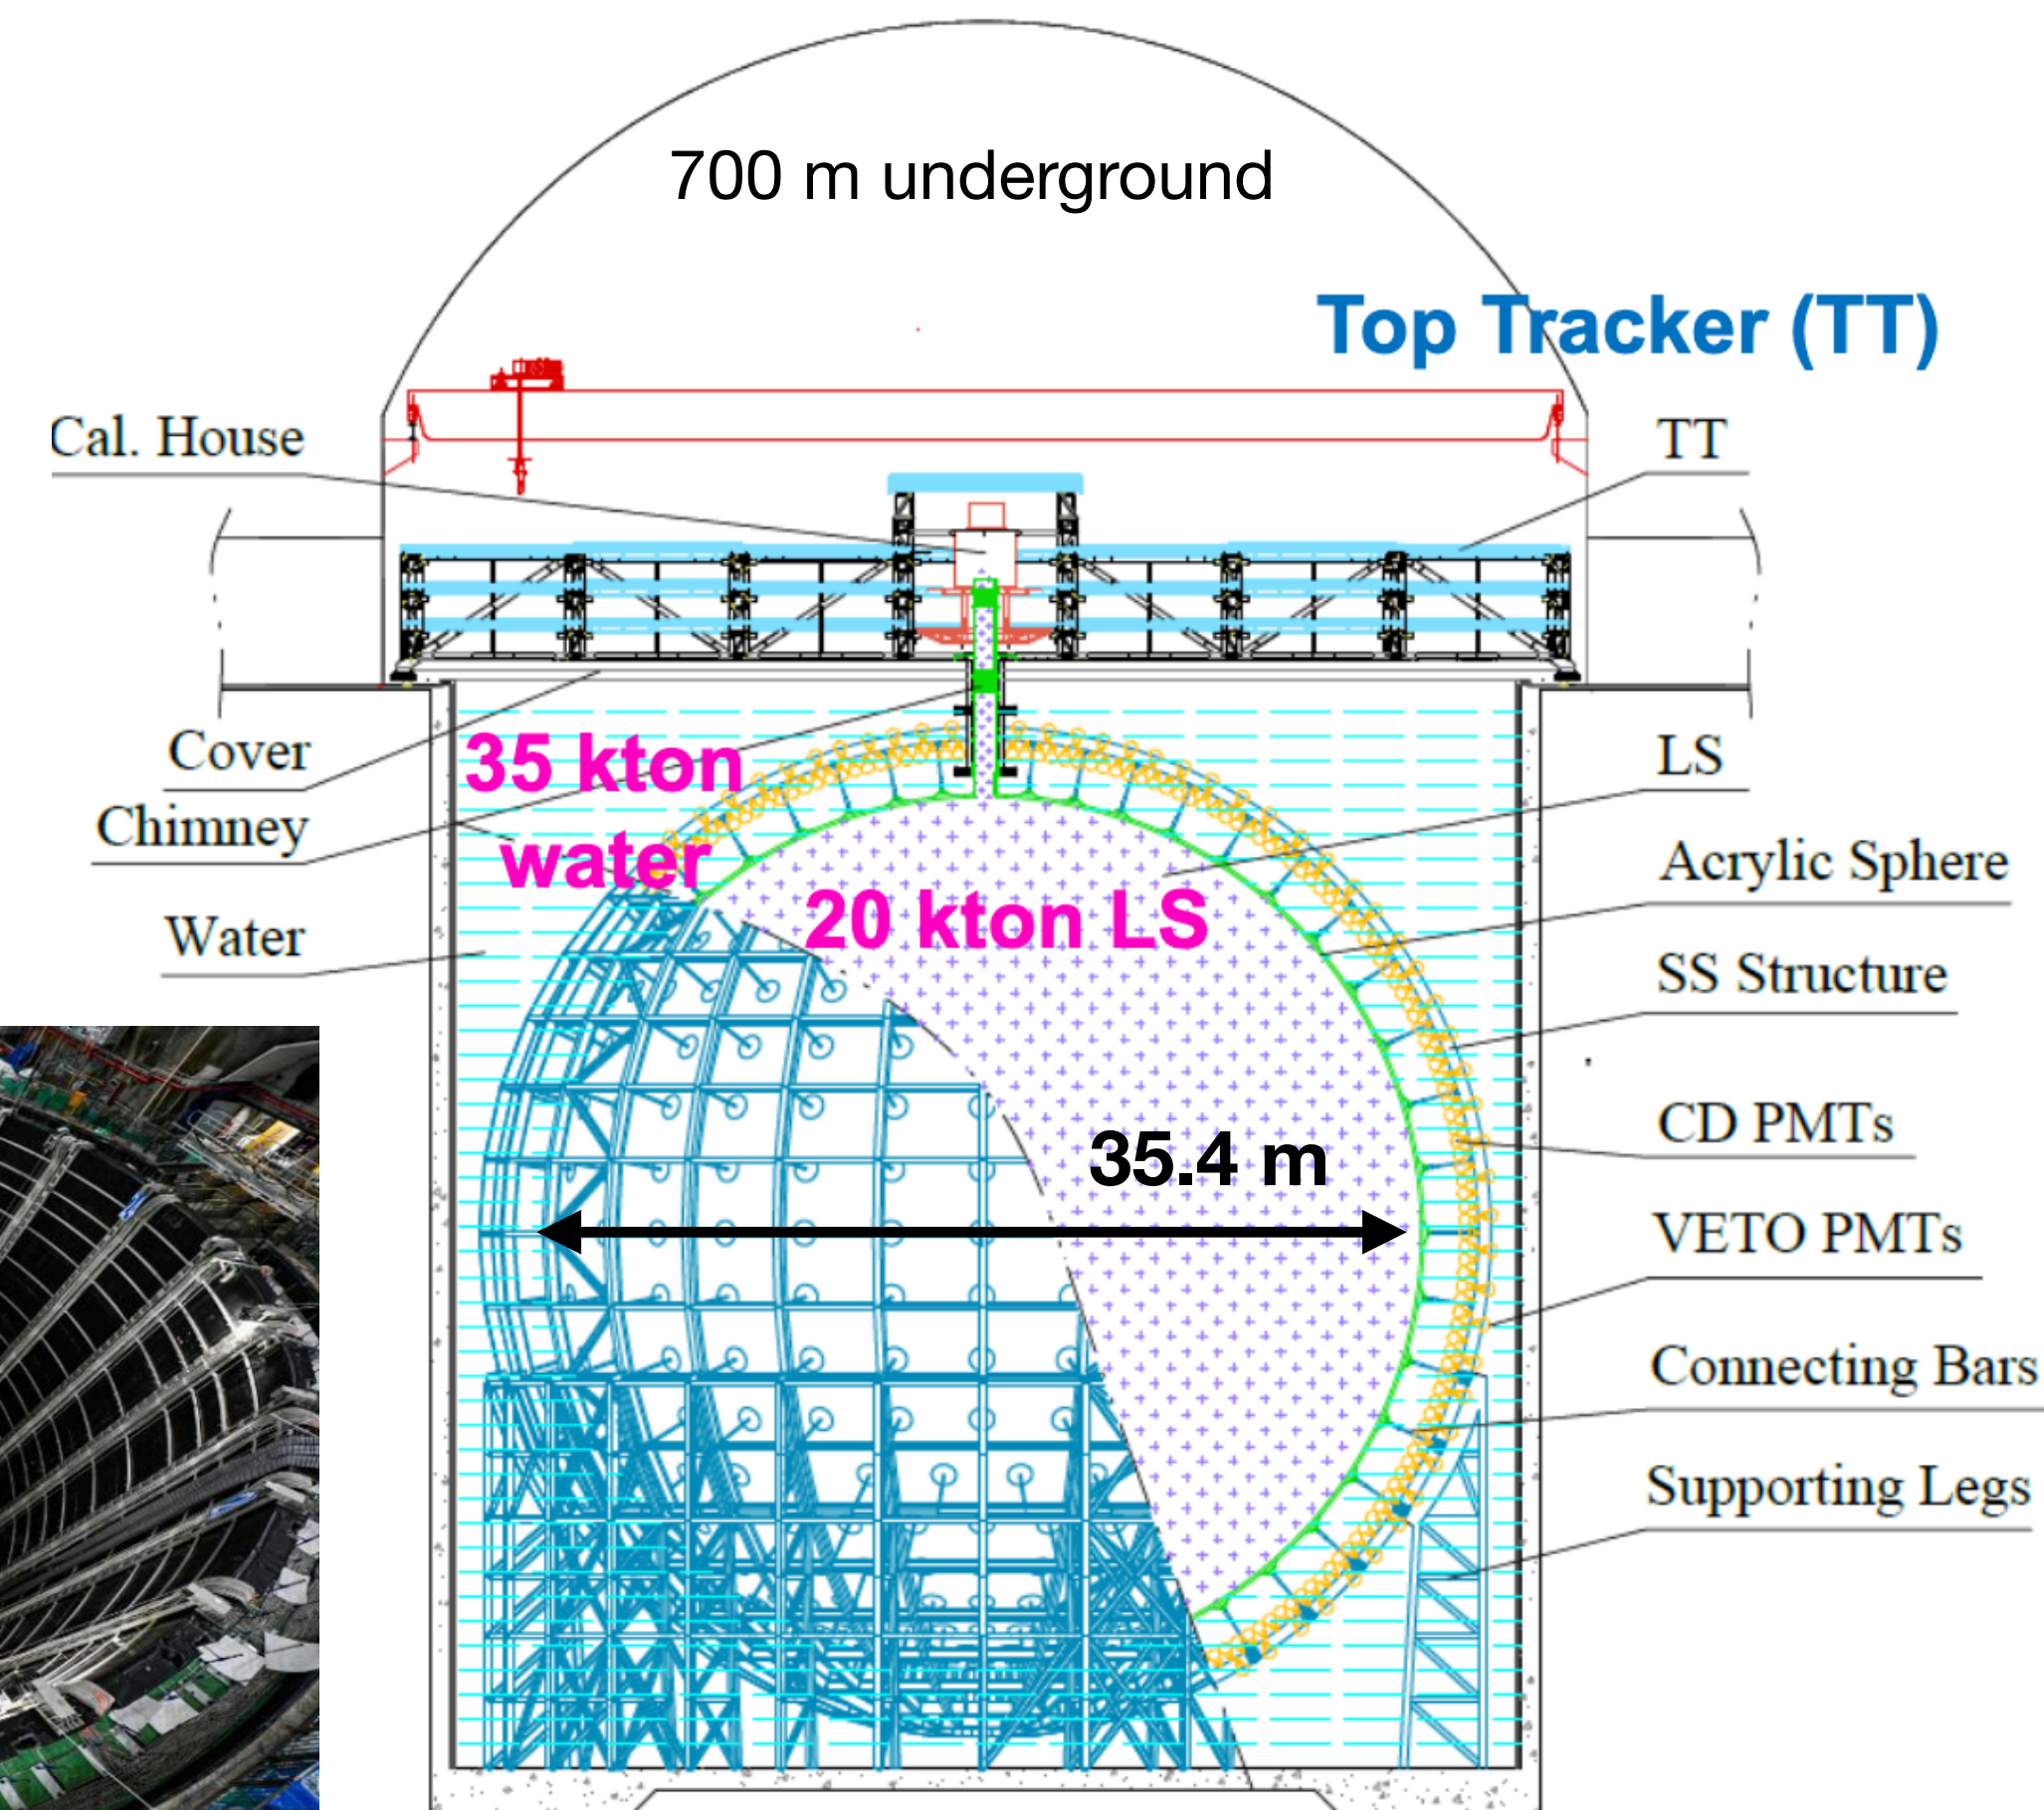 700 m underground
Top Tracker (TT)
Cal. House
TT
Cover
35 kton
water
LS
Chimney
Acrylic Sphere
20 kton LS
Water
SS Structure
CD PMTs
35.4 m
VETO PMTs
Connecting Bars
Supporting Legs